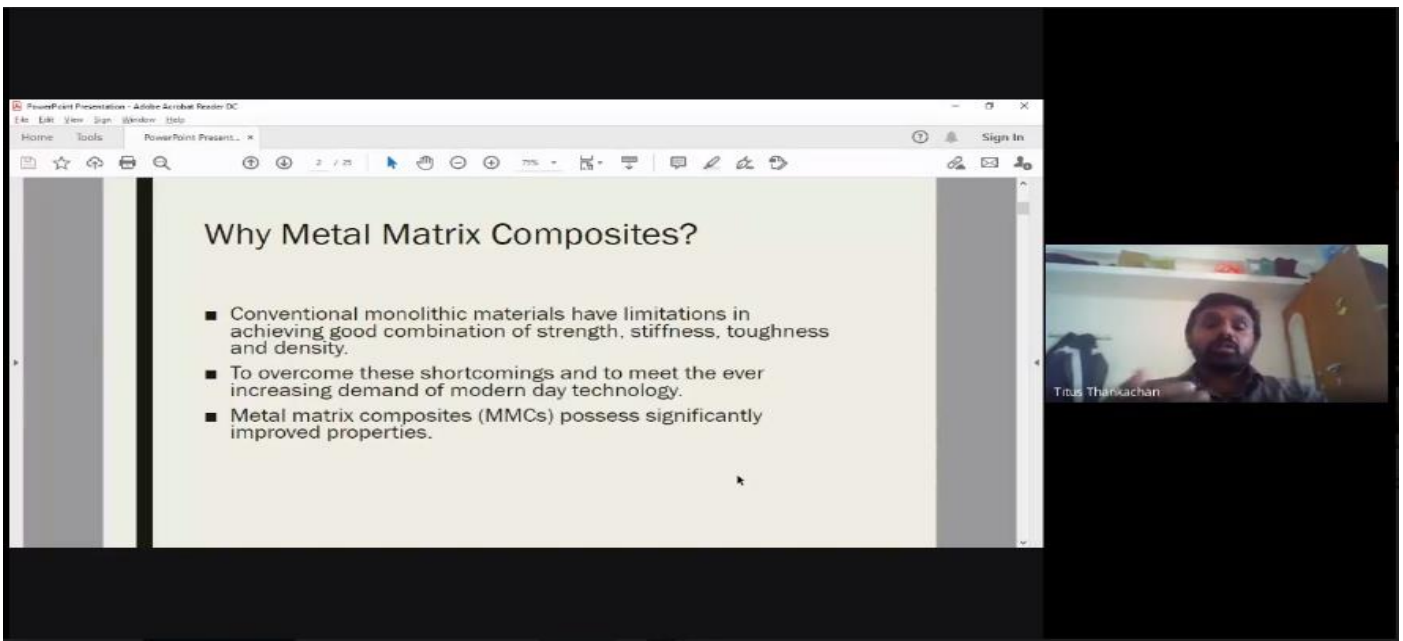 PowerPoint Presentation - Adobe Acrobat Reader DC
File Edit View Sign Window Help
Home Tools PowerPoint Present... × Sign In
2 / 25 75%
Why Metal Matrix Composites?
■ Conventional monolithic materials have limitations in
achieving good combination of strength, stiffness, toughness
and density.
■ To overcome these shortcomings and to meet the ever
increasing demand of modern day technology.
■ Metal matrix composites (MMCs) possess significantly
improved properties.
Titus Thankachan